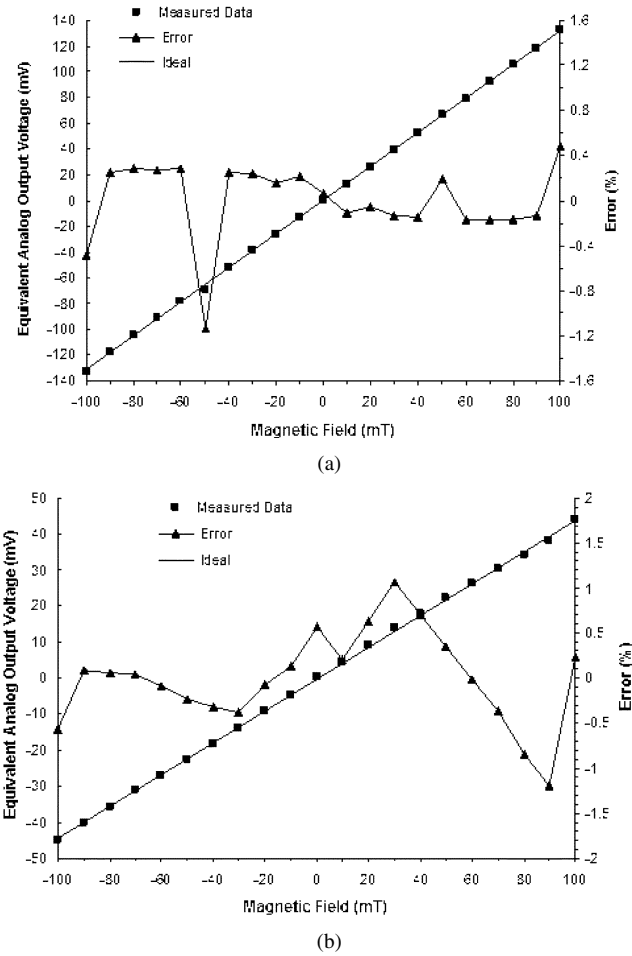 Measured Data
Error
Ideal
Equivalent Analog Output Voltage (mV)
140
120
100
80
60
40
20
0
-20
-40
-60
-80
-100
-120
-140
1.6
1.2
0.8
0.4
0
-0.4
-0.8
-1.2
-1.6
Error (%)
-100 -80 -60 -40 -20 0 20 40 60 80 100
Magnetic Field (mT)
(a)
Measured Data
Error
Ideal
Equivalent Analog Output Voltage (mV)
50
40
30
20
10
0
-10
-20
-30
-40
-50
2
1.5
1
0.5
0
-0.5
-1
-1.5
-2
Error (%)
-100 -80 -60 -40 -20 0 20 40 60 80 100
Magnetic Field (mT)
(b)